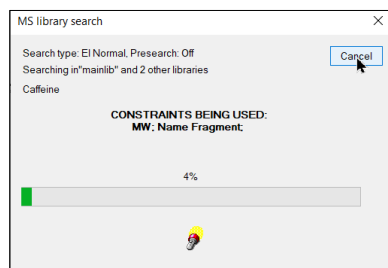 MS library search
Search type: EI Normal, Presearch: Off
Cancel
Searching in"mainlib" and 2 other libraries
Caffeine
CONSTRAINTS BEING USED:
MW; Name Fragment;
4%